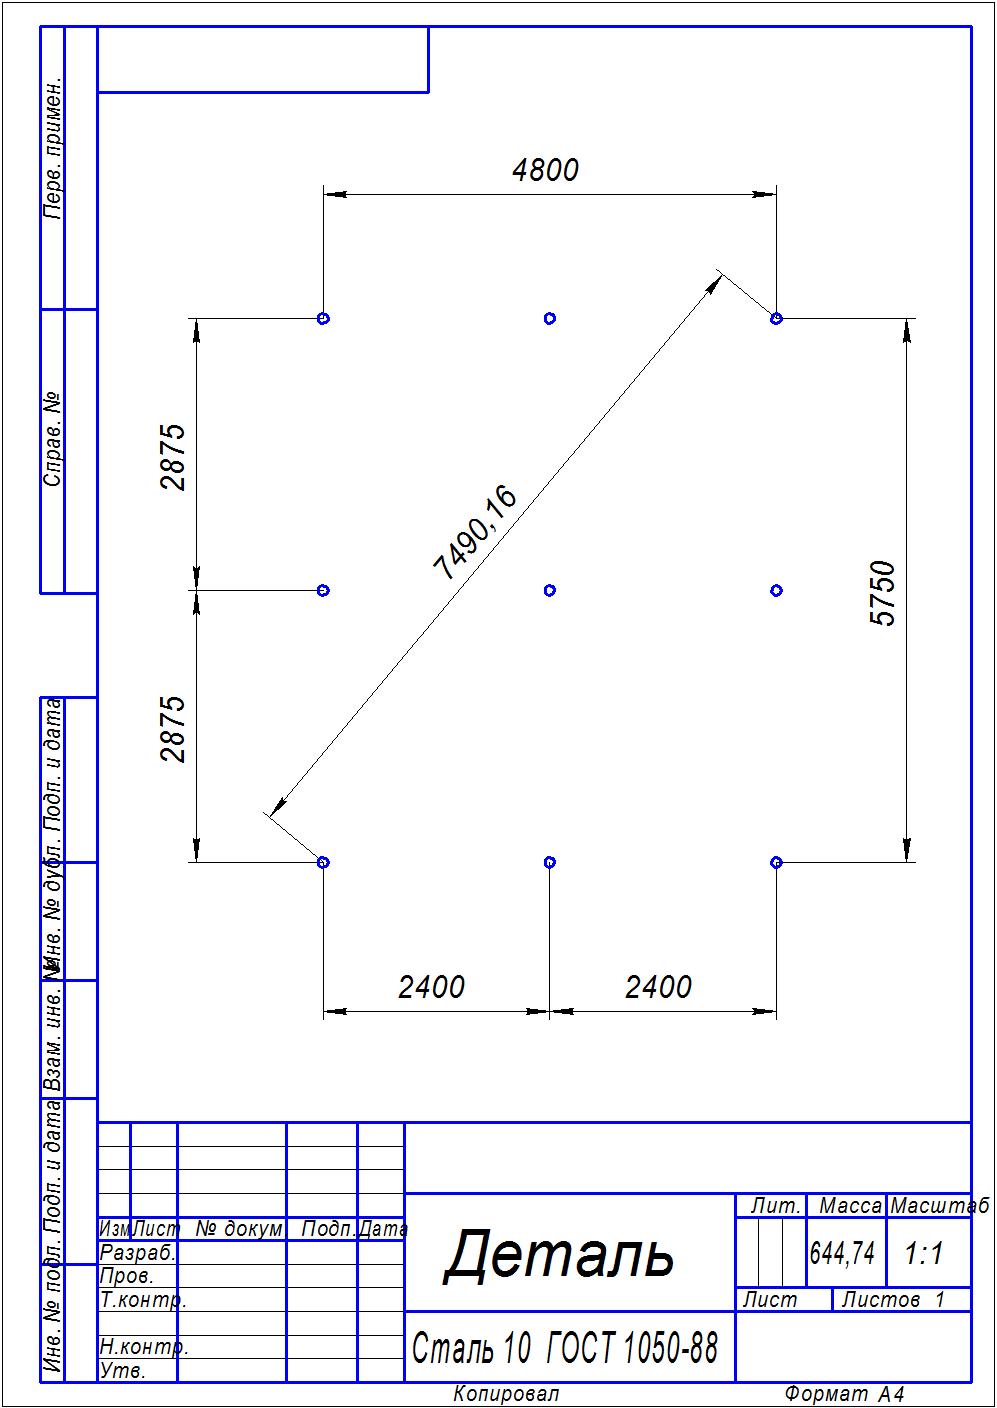 Перв. примен.
Справ. №
Подп. и дата
Инв. № дубл.
Взам. инв. №
Подп. и дата
Инв. № подл.
4800
2875
7490,16
5750
2875
2400
2400
Изм Лист № докум Подп. Дата
Разраб.
Пров.
Т.контр.
Н.контр.
Утв.
Деталь
Сталь 10 ГОСТ 1050-88
Лит. Масса Масштаб
644,74 1:1
Лист Листов 1
Копировал Формат А4